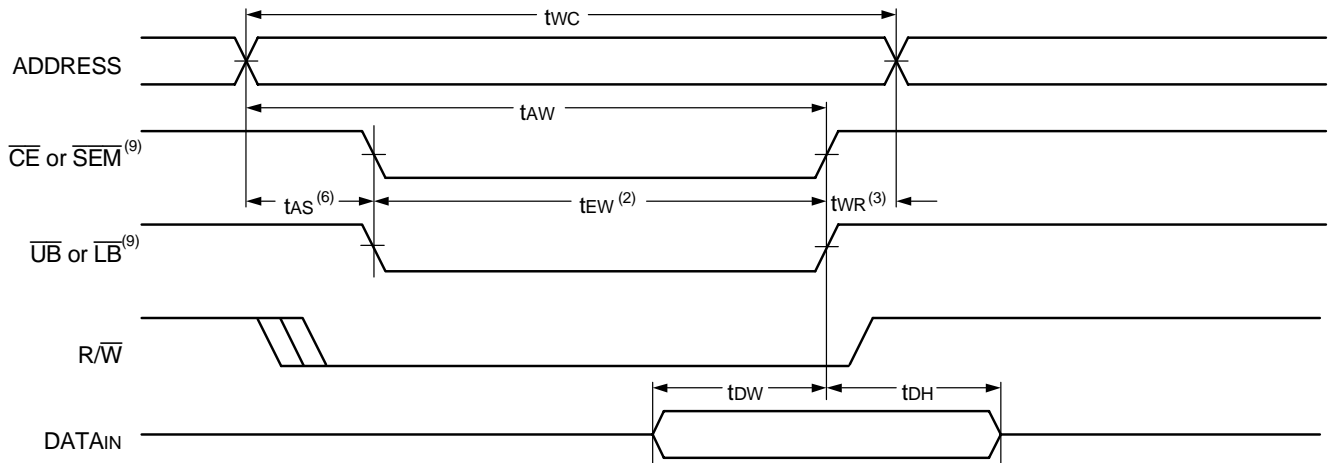 tWC
ADDRESS
tAW
CE or SEM(9)
tAS(6) tEW(2) tWR(3)
UB or LB(9)
R/W
tDW tDH
DATAIN